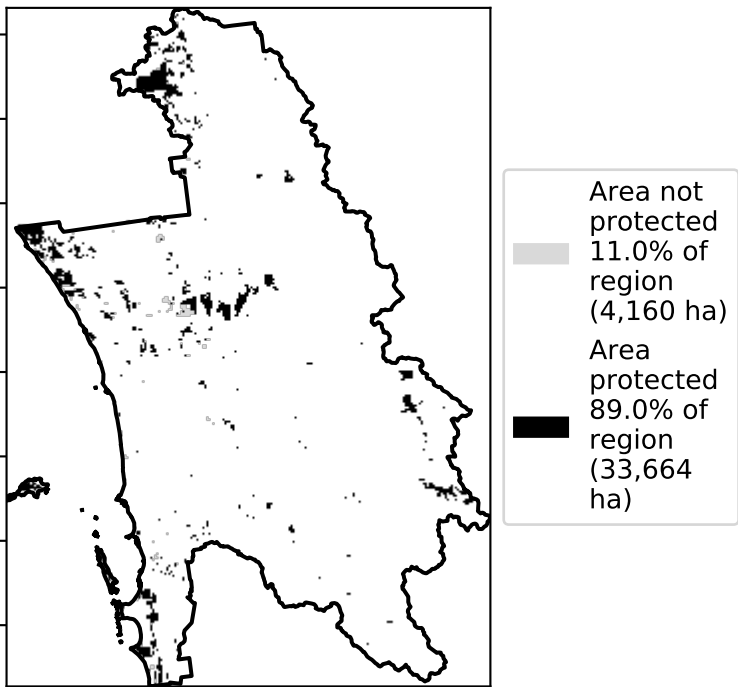 Area not
protected
11.0% of
region
(4,160 ha)
Area
protected
89.0% of
region
(33,664
ha)